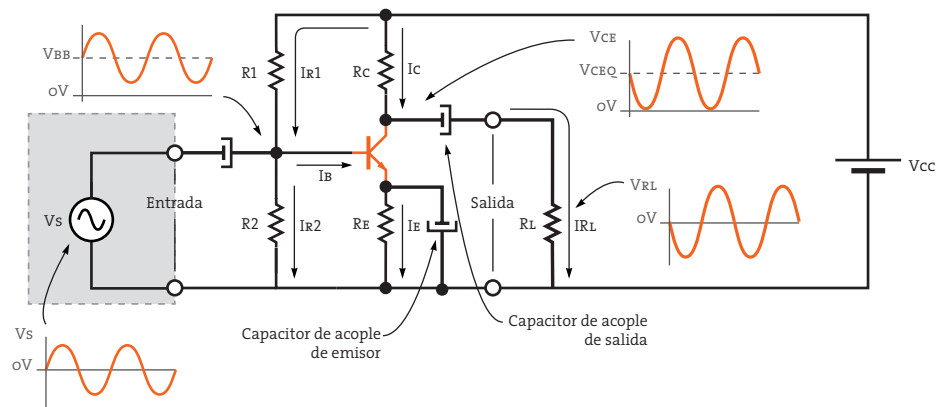 VBB
0V
R1
IR1
RC
IC
VCE
VCEQ
0V
Entrada
IB
Salida
VRL
0V
VCC
VS
R2
IR2
RE
IE
RL
IRL
Capacitor de acople
de emisor
Capacitor de acople
de salida
Vs
0V